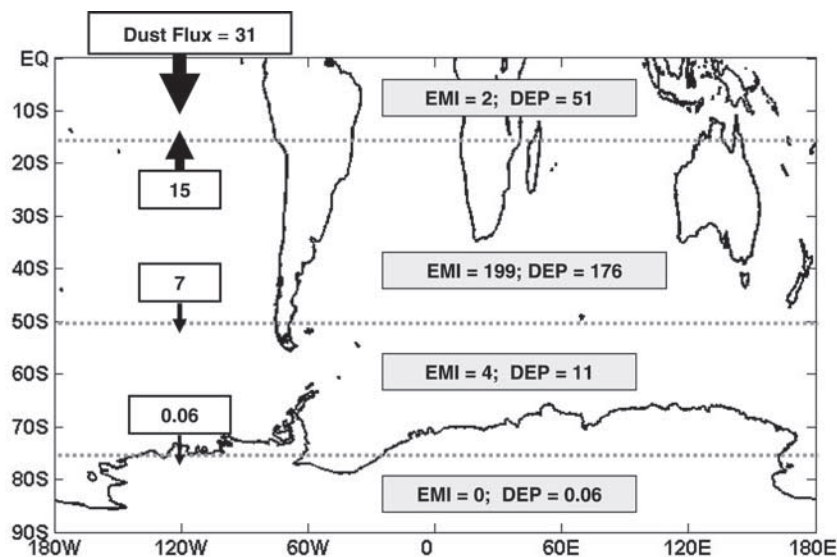 Dust Flux = 31
EQ
10S
20S
30S
40S
50S
60S
70S
80S
90S
EMI = 2; DEP = 51
15
EMI = 199; DEP = 176
7
EMI = 4; DEP = 11
0.06
EMI = 0; DEP = 0.06
180W 120W 60W 0 60E 120E 180E